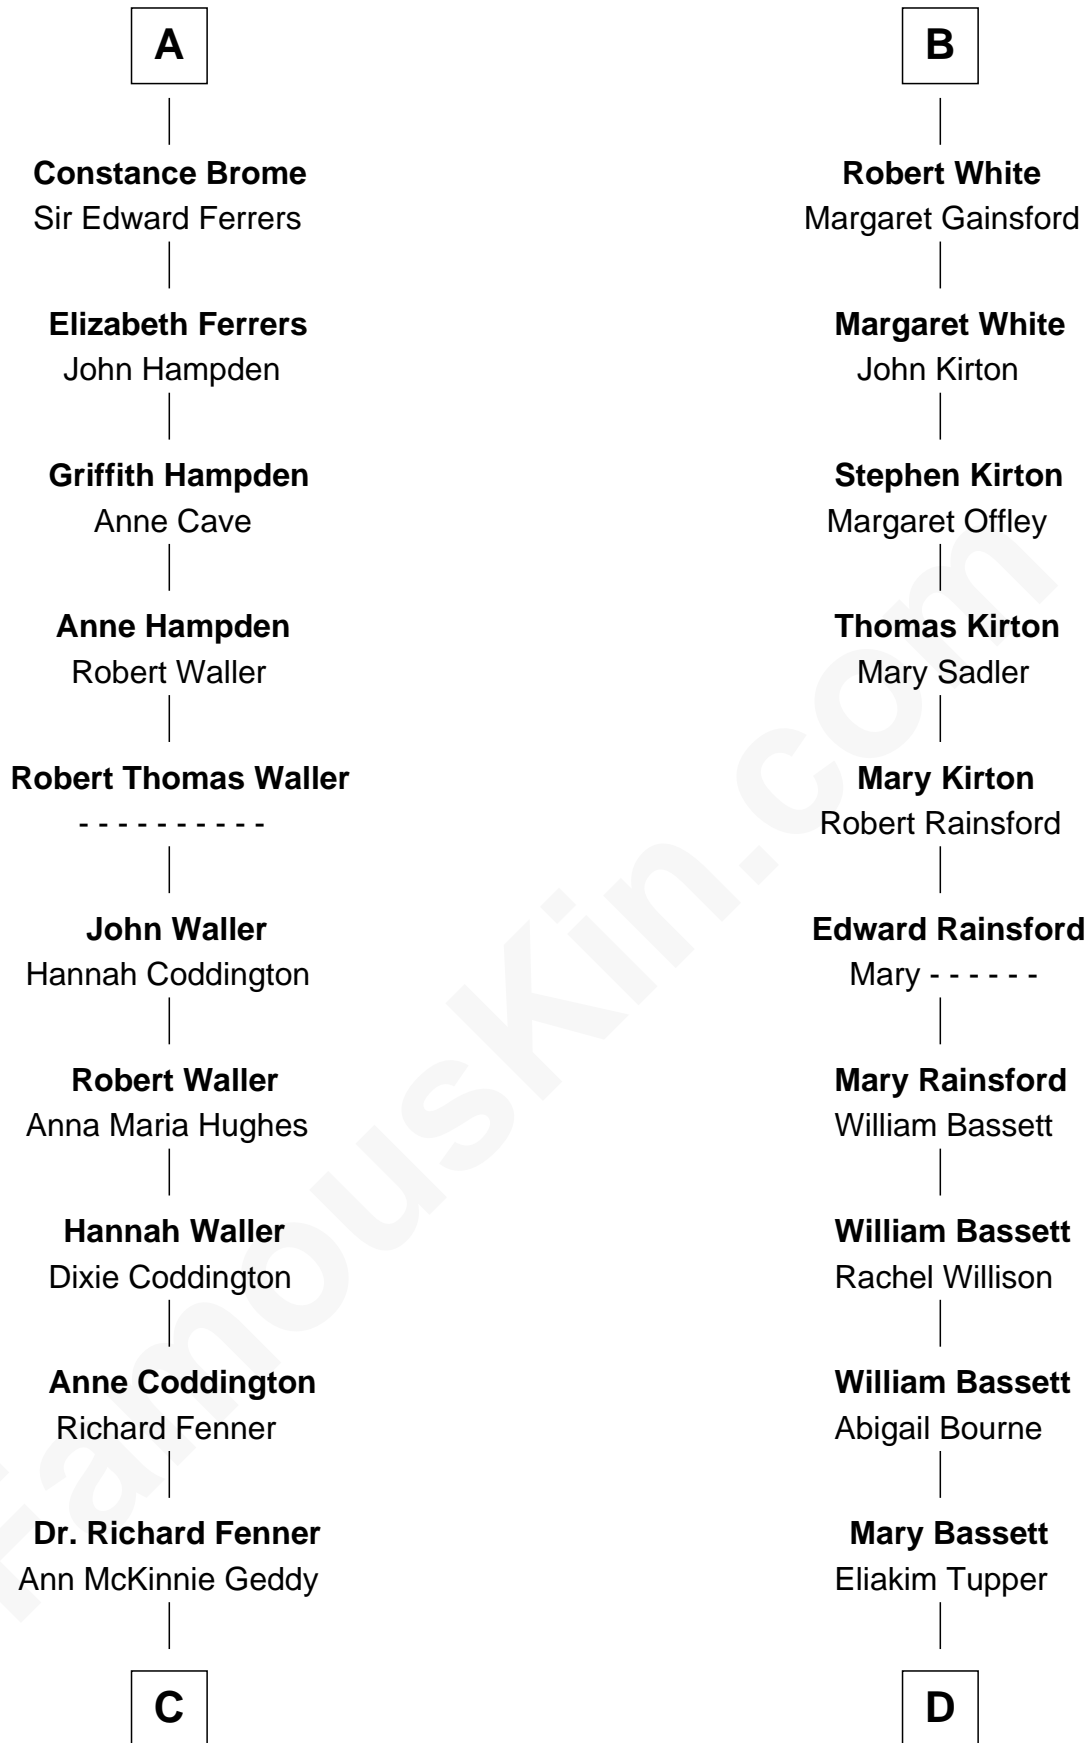 A
Constance Brome
Sir Edward Ferrers
Elizabeth Ferrers
John Hampden
Griffith Hampden
Anne Cave
Anne Hampden
Robert Waller
Robert Thomas Waller
- - - - - - - - - -
John Waller
Hannah Coddington
Robert Waller
Anna Maria Hughes
Hannah Waller
Dixie Coddington
Anne Coddington
Richard Fenner
Dr. Richard Fenner
Ann McKinnie Geddy
C
B
Robert White
Margaret Gainsford
Margaret White
John Kirton
Stephen Kirton
Margaret Offley
Thomas Kirton
Mary Sadler
Mary Kirton
Robert Rainsford
Edward Rainsford
Mary - - - - - -
Mary Rainsford
William Bassett
William Bassett
Rachel Willison
William Bassett
Abigail Bourne
Mary Bassett
Eliakim Tupper
D
FamousKin.com